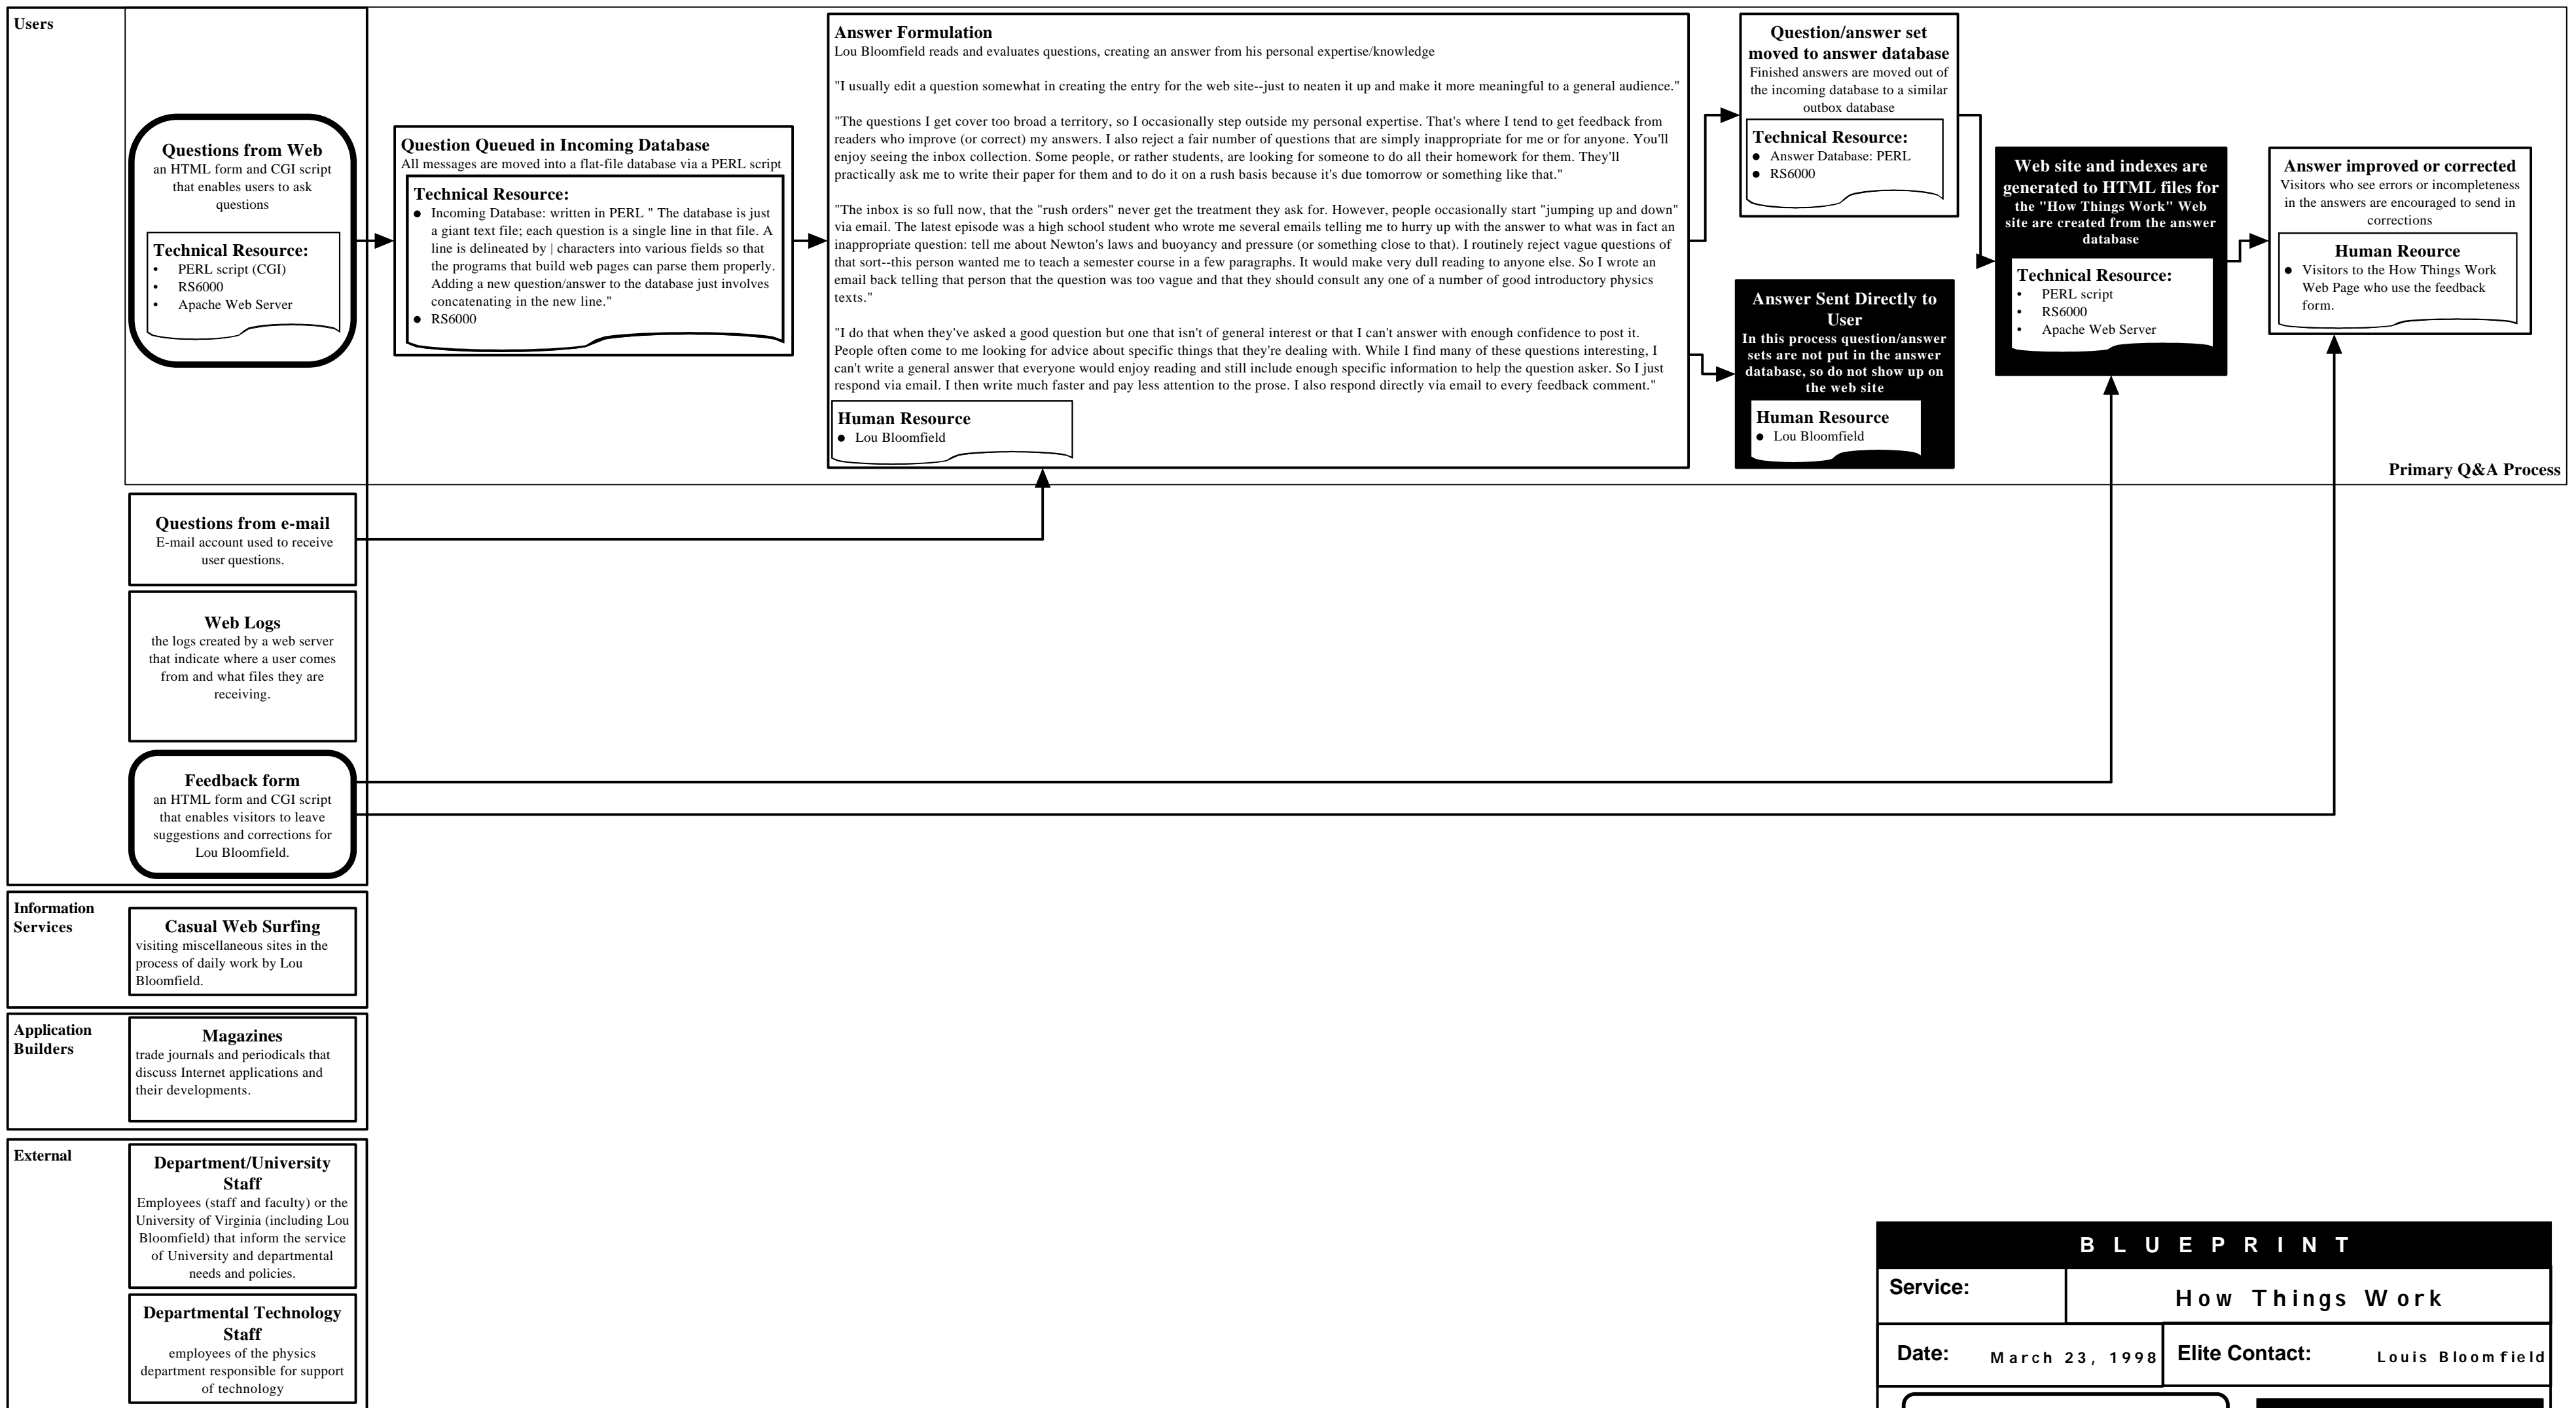 Users
Questions from Web
an HTML form and CGI script
that enables users to ask
questions
Technical Resource:
• PERL script (CGI)
• RS6000
• Apache Web Server
Question Queued in Incoming Database
All messages are moved into a flat-file database via a PERL script
Technical Resource:
● Incoming Database: written in PERL " The database is just
a giant text file; each question is a single line in that file. A
line is delineated by | characters into various fields so that
the programs that build web pages can parse them properly.
Adding a new question/answer to the database just involves
concatenating in the new line."
● RS6000
Answer Formulation
Lou Bloomfield reads and evaluates questions, creating an answer from his personal expertise/knowledge
"I usually edit a question somewhat in creating the entry for the web site--just to neaten it up and make it more meaningful to a general audience."
"The questions I get cover too broad a territory, so I occasionally step outside my personal expertise. That's where I tend to get feedback from
readers who improve (or correct) my answers. I also reject a fair number of questions that are simply inappropriate for me or for anyone. You'll
enjoy seeing the inbox collection. Some people, or rather students, are looking for someone to do all their homework for them. They'll
practically ask me to write their paper for them and to do it on a rush basis because it's due tomorrow or something like that."
"The inbox is so full now, that the "rush orders" never get the treatment they ask for. However, people occasionally start "jumping up and down"
via email. The latest episode was a high school student who wrote me several emails telling me to hurry up with the answer to what was in fact an
inappropriate question: tell me about Newton's laws and buoyancy and pressure (or something close to that). I routinely reject vague questions of
that sort--this person wanted me to teach a semester course in a few paragraphs. It would make very dull reading to anyone else. So I wrote an
email back telling that person that the question was too vague and that they should consult any one of a number of good introductory physics
texts."
"I do that when they've asked a good question but one that isn't of general interest or that I can't answer with enough confidence to post it.
People often come to me looking for advice about specific things that they're dealing with. While I find many of these questions interesting, I
can't write a general answer that everyone would enjoy reading and still include enough specific information to help the question asker. So I just
respond via email. I then write much faster and pay less attention to the prose. I also respond directly via email to every feedback comment."
Human Resource
● Lou Bloomfield
Question/answer set
moved to answer database
Finished answers are moved out of
the incoming database to a similar
outbox database
Technical Resource:
● Answer Database: PERL
● RS6000
Answer Sent Directly to
User
In this process question/answer
sets are not put in the answer
database, so do not show up on
the web site
Human Resource
● Lou Bloomfield
Web site and indexes are
generated to HTML files for
the "How Things Work" Web
site are created from the answer
database
Technical Resource:
• PERL script
• RS6000
• Apache Web Server
Answer improved or corrected
Visitors who see errors or incompleteness
in the answers are encouraged to send in
corrections
Human Reource
● Visitors to the How Things Work
Web Page who use the feedback
form.
Primary Q&A Process
Questions from e-mail
E-mail account used to receive
user questions.
Web Logs
the logs created by a web server
that indicate where a user comes
from and what files they are
receiving.
Feedback form
an HTML form and CGI script
that enables visitors to leave
suggestions and corrections for
Lou Bloomfield.
Information
Services
Casual Web Surfing
visiting miscellaneous sites in the
process of daily work by Lou
Bloomfield.
Application
Builders
Magazines
trade journals and periodicals that
discuss Internet applications and
their developments.
External
Department/University
Staff
Employees (staff and faculty) or the
University of Virginia (including Lou
Bloomfield) that inform the service
of University and departmental
needs and policies.
Departmental Technology
Staff
employees of the physics
department responsible for support
of technology
BLUEPRINT
Service:
How Things Work
Date:
March 23, 1998
Elite Contact:
Louis Bloomfield